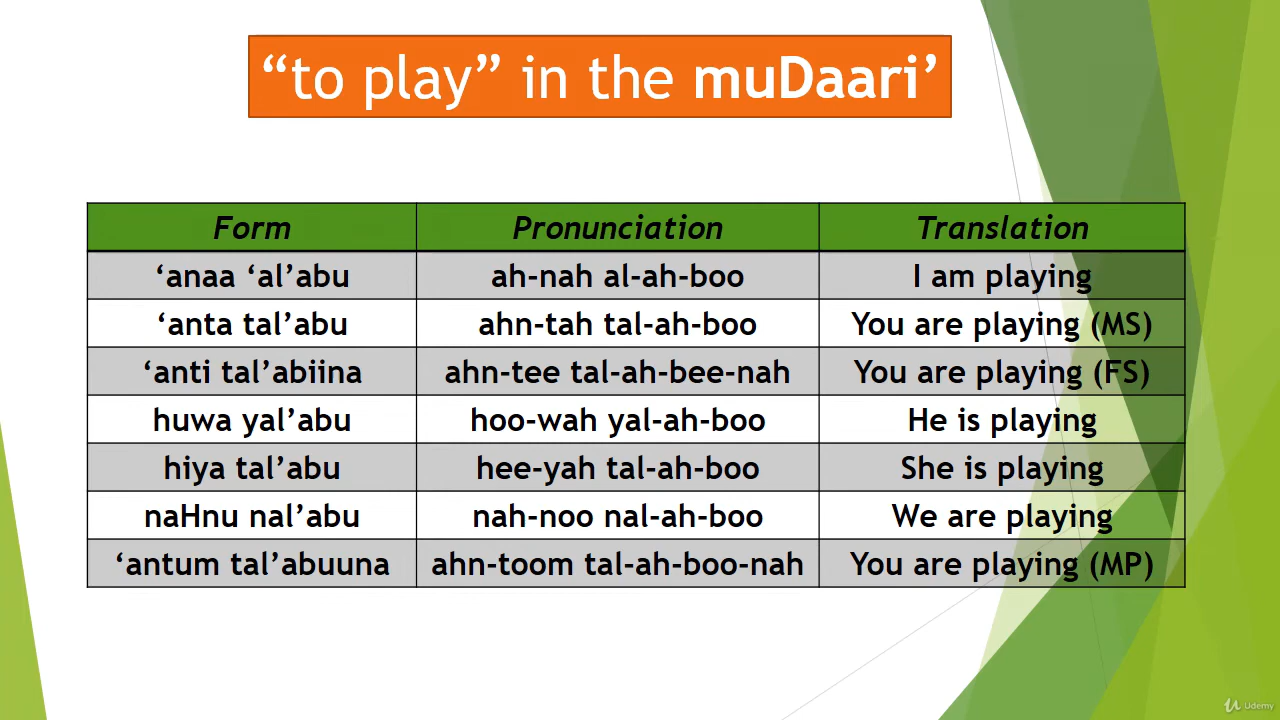 “to play” in the muDaari’
Form Pronunciation Translation
‘anaa ‘al’abu ah-nah al-ah-boo I am playing
‘anta tal’abu ahn-tah tal-ah-boo You are playing (MS)
‘anti tal’abiina ahn-tee tal-ah-bee-nah You are playing (FS)
huwa yal’abu hoo-wah yal-ah-boo He is playing
hiya tal’abu hee-yah tal-ah-boo She is playing
naHnu nal’abu nah-noo nal-ah-boo We are playing
‘antum tal’abuuna ahn-toom tal-ah-boo-nah You are playing (MP)
Udemy